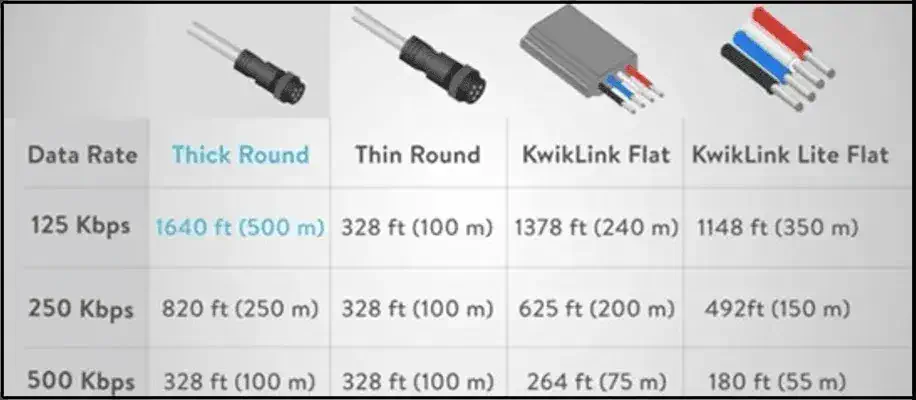 Data Rate Thick Round Thin Round KwikLink Flat KwikLink Lite Flat
125 Kbps 1640 ft (500 m) 328 ft (100 m) 1378 ft (240 m) 1148 ft (350 m)
250 Kbps 820 ft (250 m) 328 ft (100 m) 625 ft (200 m) 492ft (150 m)
500 Kbps 328 ft (100 m) 328 ft (100 m) 264 ft (75 m) 180 ft (55 m)